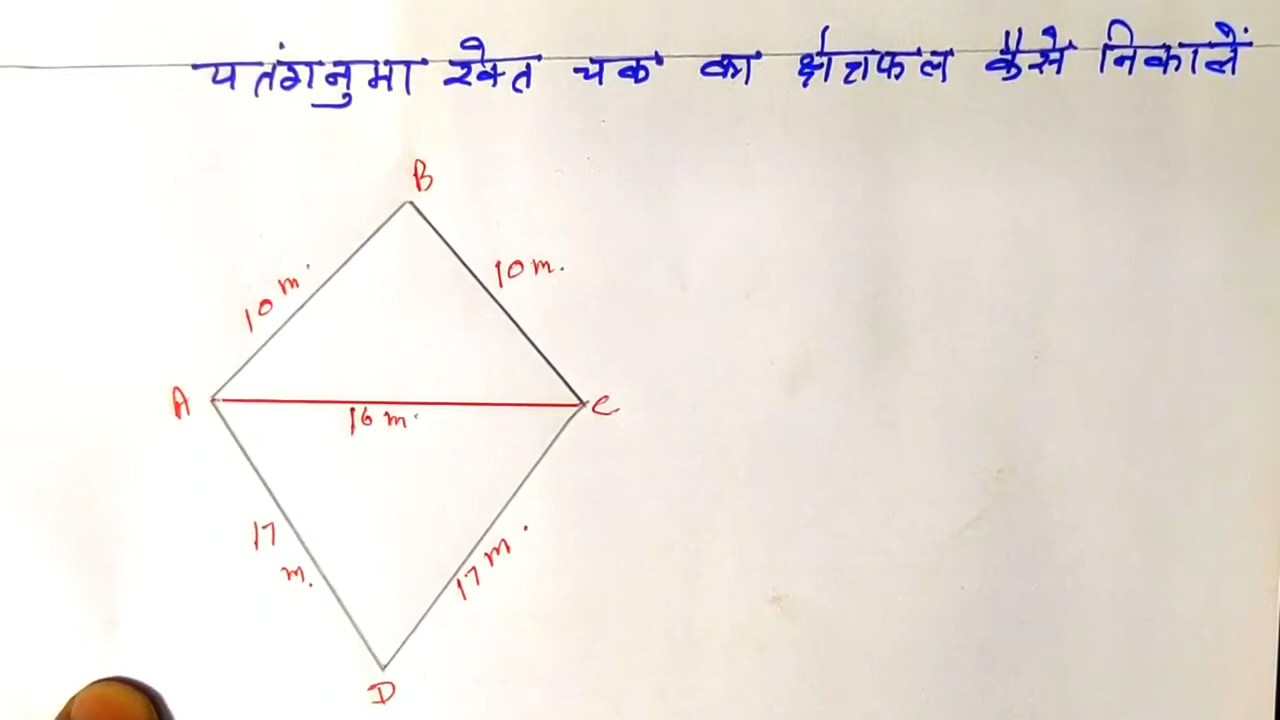 पतंगनुमा खेत चक का क्षेत्रफल कैसे निकालें
B
10 m.
10 m.
A
C
16 m.
17 m.
17 m.
D